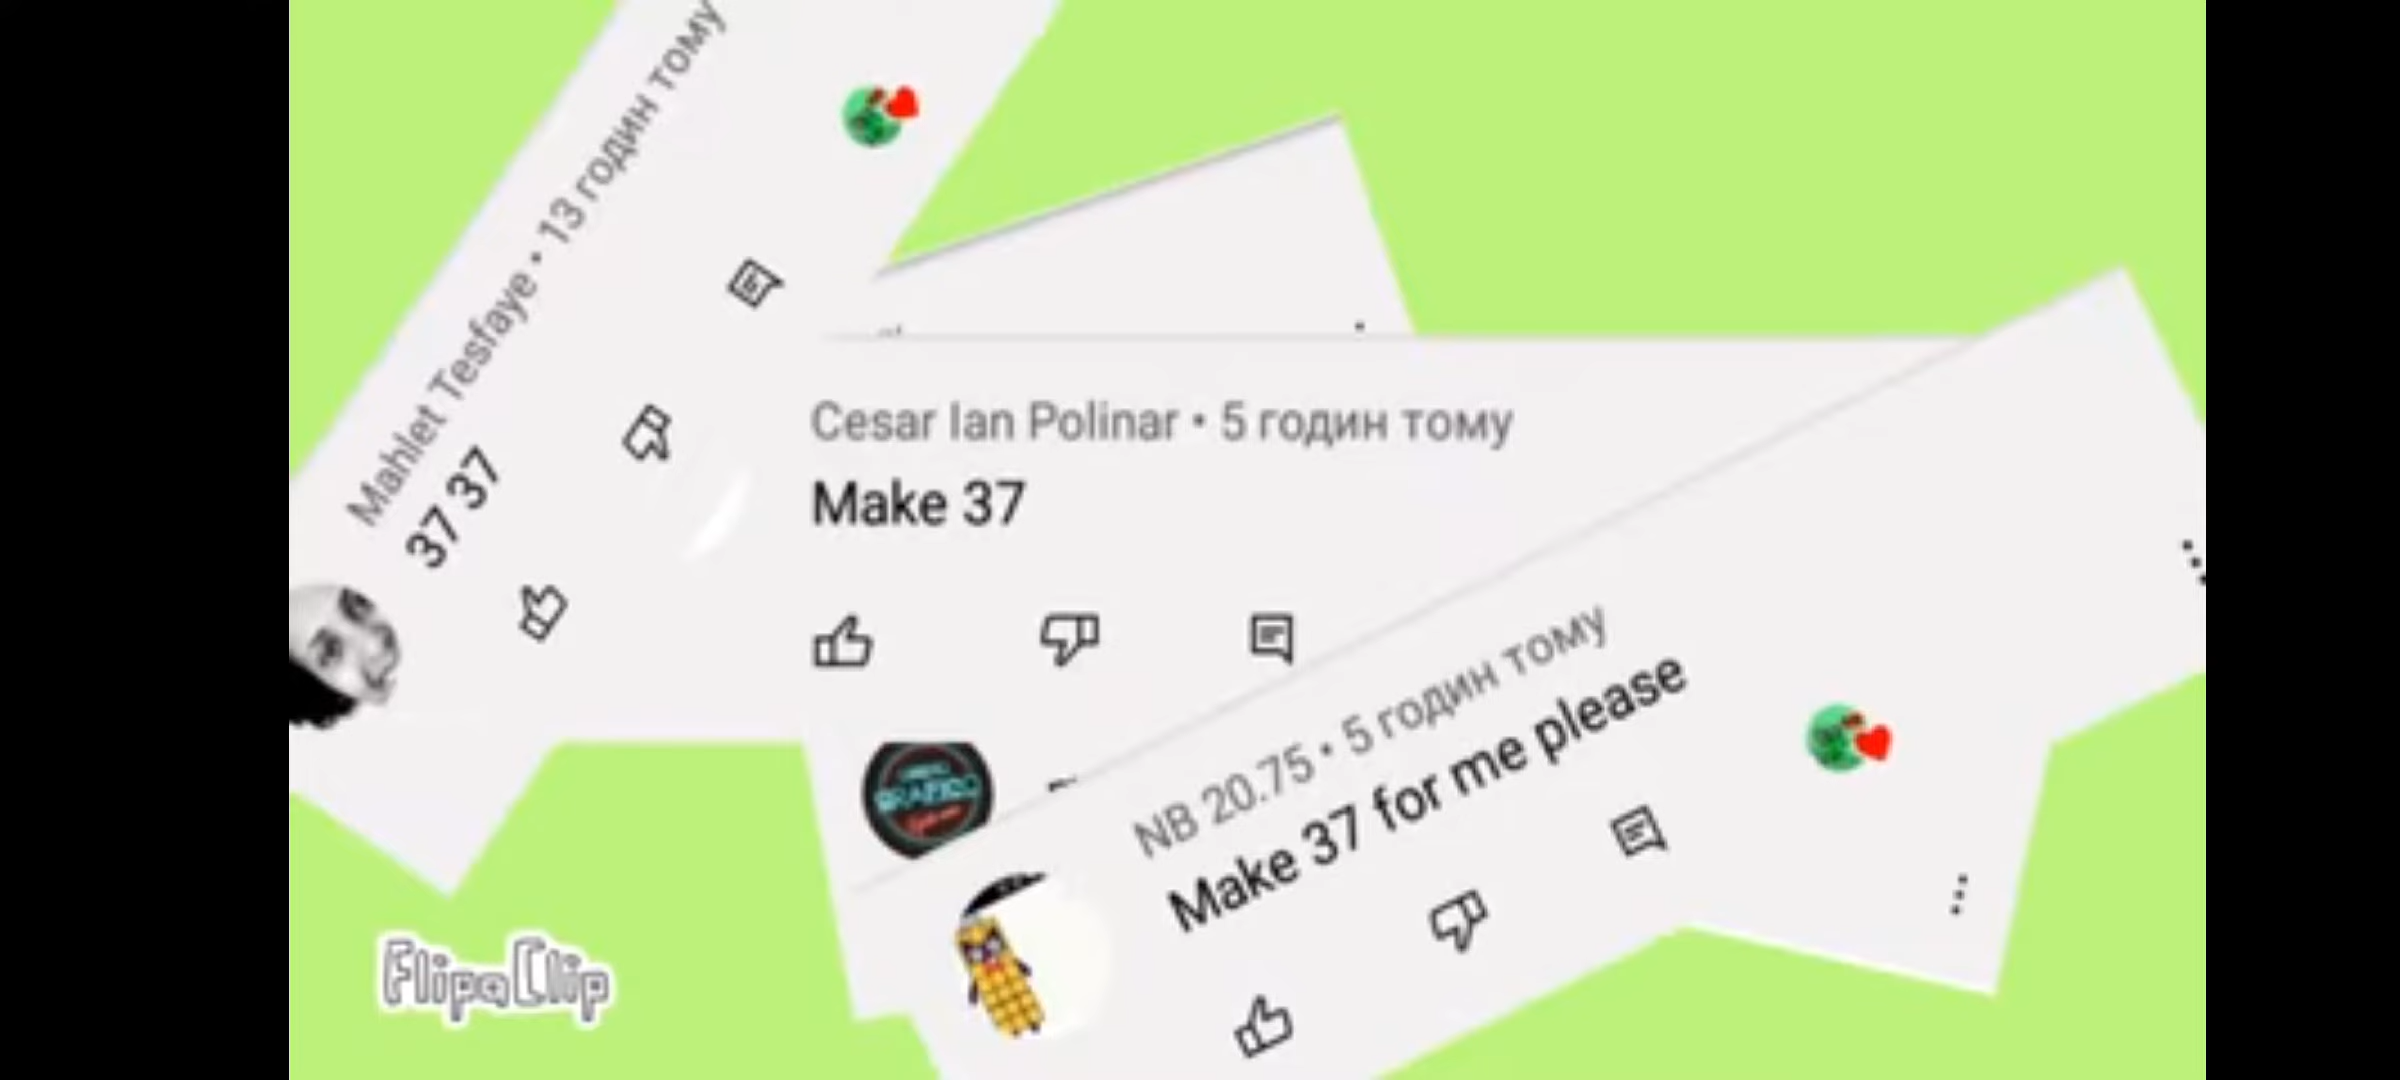 Mahlet Tesfaye • 13 годин тому
37 37
Cesar Ian Polinar • 5 годин тому
Make 37
NB 20.75 • 5 годин тому
Make 37 for me please
FlipaClip